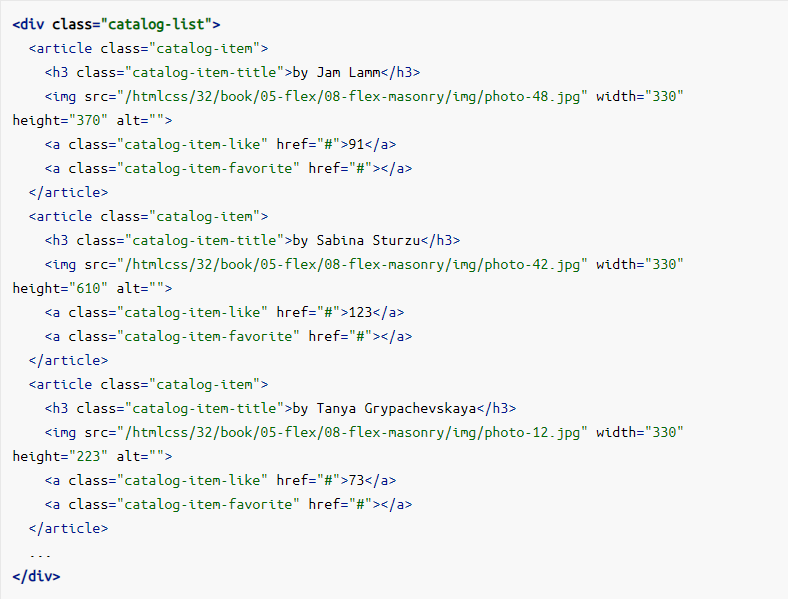 <div class="catalog-list">
  <article class="catalog-item">
    <h3 class="catalog-item-title">by Jam Lamm</h3>
    <img src="/htmlcss/32/book/05-flex/08-flex-masonry/img/photo-48.jpg" width="330"
height="370" alt="">
    <a class="catalog-item-like" href="#">91</a>
    <a class="catalog-item-favorite" href="#"></a>
  </article>
  <article class="catalog-item">
    <h3 class="catalog-item-title">by Sabina Sturzu</h3>
    <img src="/htmlcss/32/book/05-flex/08-flex-masonry/img/photo-42.jpg" width="330"
height="610" alt="">
    <a class="catalog-item-like" href="#">123</a>
    <a class="catalog-item-favorite" href="#"></a>
  </article>
  <article class="catalog-item">
    <h3 class="catalog-item-title">by Tanya Grypachevskaya</h3>
    <img src="/htmlcss/32/book/05-flex/08-flex-masonry/img/photo-12.jpg" width="330"
height="223" alt="">
    <a class="catalog-item-like" href="#">73</a>
    <a class="catalog-item-favorite" href="#"></a>
  </article>
  ...
</div>